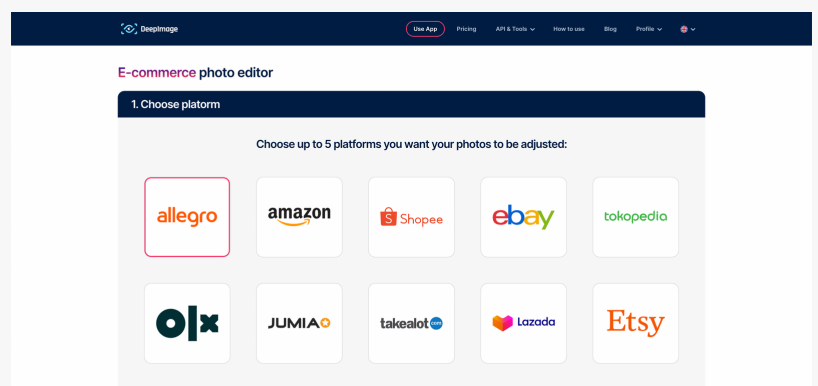 DeepImage
Use App Pricing API & Tools How to use Blog Profile
E-commerce photo editor
1. Choose platorm
Choose up to 5 platforms you want your photos to be adjusted:
allegro amazon Shopee ebay tokopedia
olx JUMIA takealot com Lazada Etsy